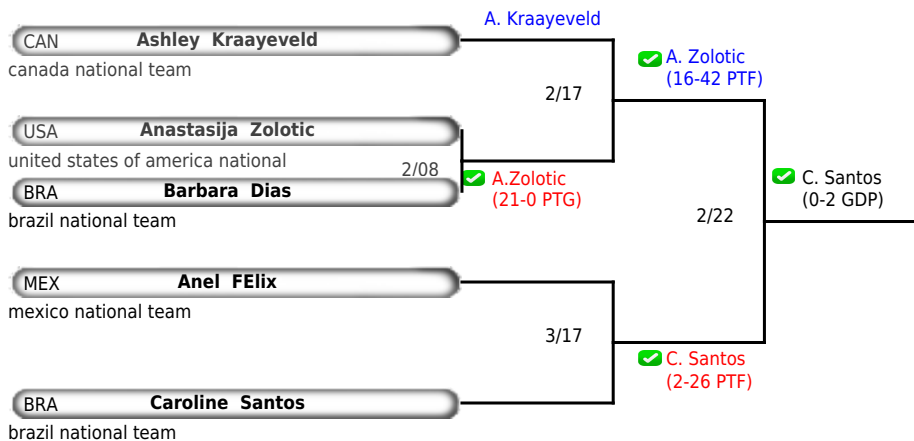 A. Kraayeveld
CAN Ashley Kraayeveld
canada national team
A. Zolotic
(16-42 PTF)
2/17
USA Anastasija Zolotic
united states of america national
2/08
A.Zolotic
(21-0 PTG)
BRA Barbara Dias
brazil national team
C. Santos
(0-2 GDP)
2/22
MEX Anel FElix
mexico national team
3/17
C. Santos
(2-26 PTF)
BRA Caroline Santos
brazil national team